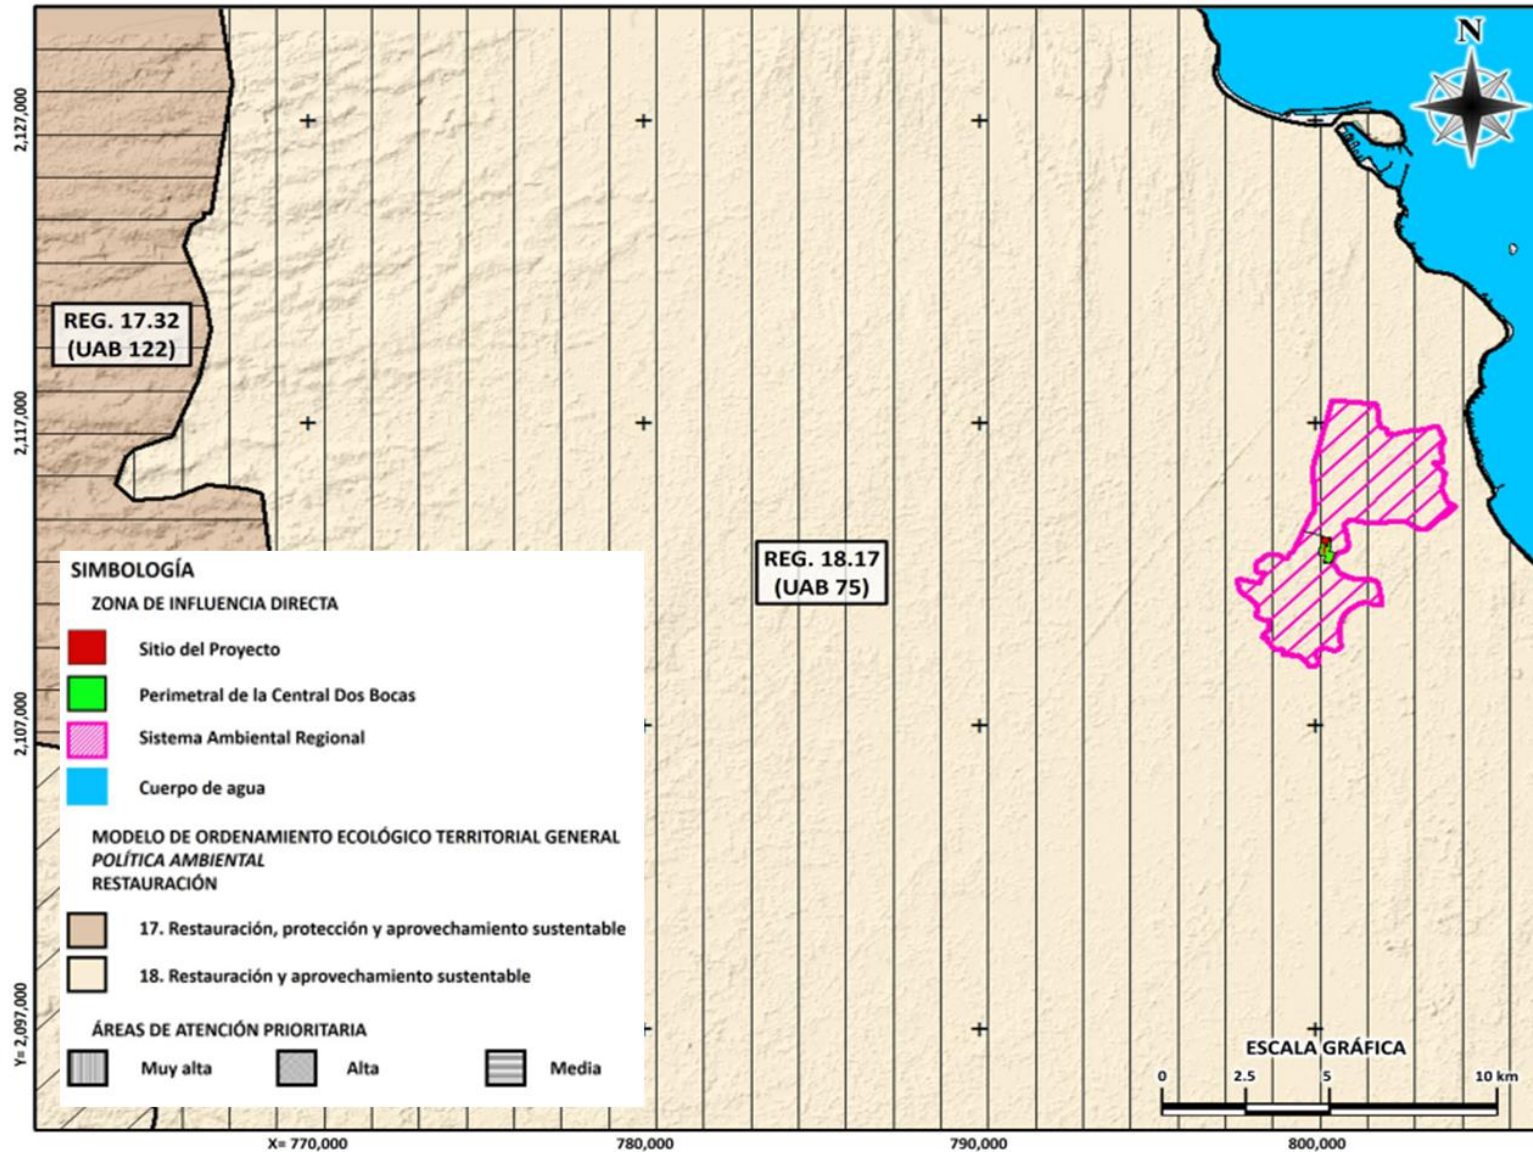 N
2,127,000
REG. 17.32
(UAB 122)
2,117,000
REG. 18.17
(UAB 75)
SIMBOLOGÍA
ZONA DE INFLUENCIA DIRECTA
Sitio del Proyecto
Perimetral de la Central Dos Bocas
2,107,000
Sistema Ambiental Regional
Cuerpo de agua
MODELO DE ORDENAMIENTO ECOLÓGICO TERRITORIAL GENERAL
POLÍTICA AMBIENTAL
RESTAURACIÓN
17. Restauración, protección y aprovechamiento sustentable
18. Restauración y aprovechamiento sustentable
Y= 2,097,000
ÁREAS DE ATENCIÓN PRIORITARIA
Muy alta Alta Media
ESCALA GRÁFICA
0 2.5 5 10 km
X= 770,000 780,000 790,000 800,000